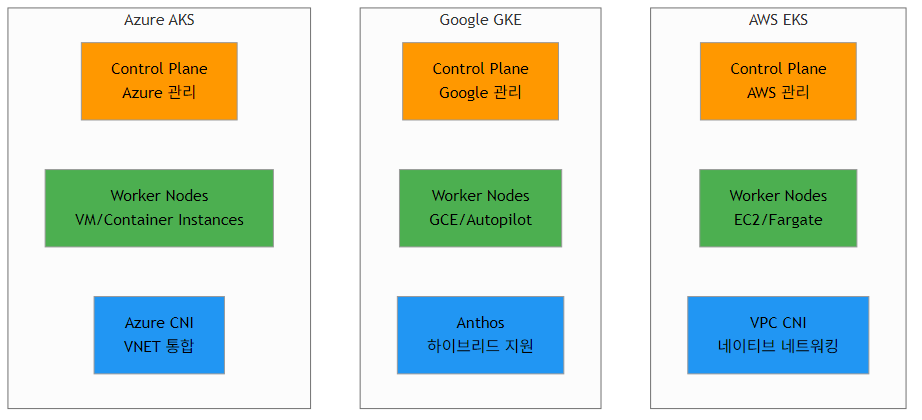 Azure AKS
Control Plane
Azure 관리
Worker Nodes
VM/Container Instances
Azure CNI
VNET 통합
Google GKE
Control Plane
Google 관리
Worker Nodes
GCE/Autopilot
Anthos
하이브리드 지원
AWS EKS
Control Plane
AWS 관리
Worker Nodes
EC2/Fargate
VPC CNI
네이티브 네트워킹